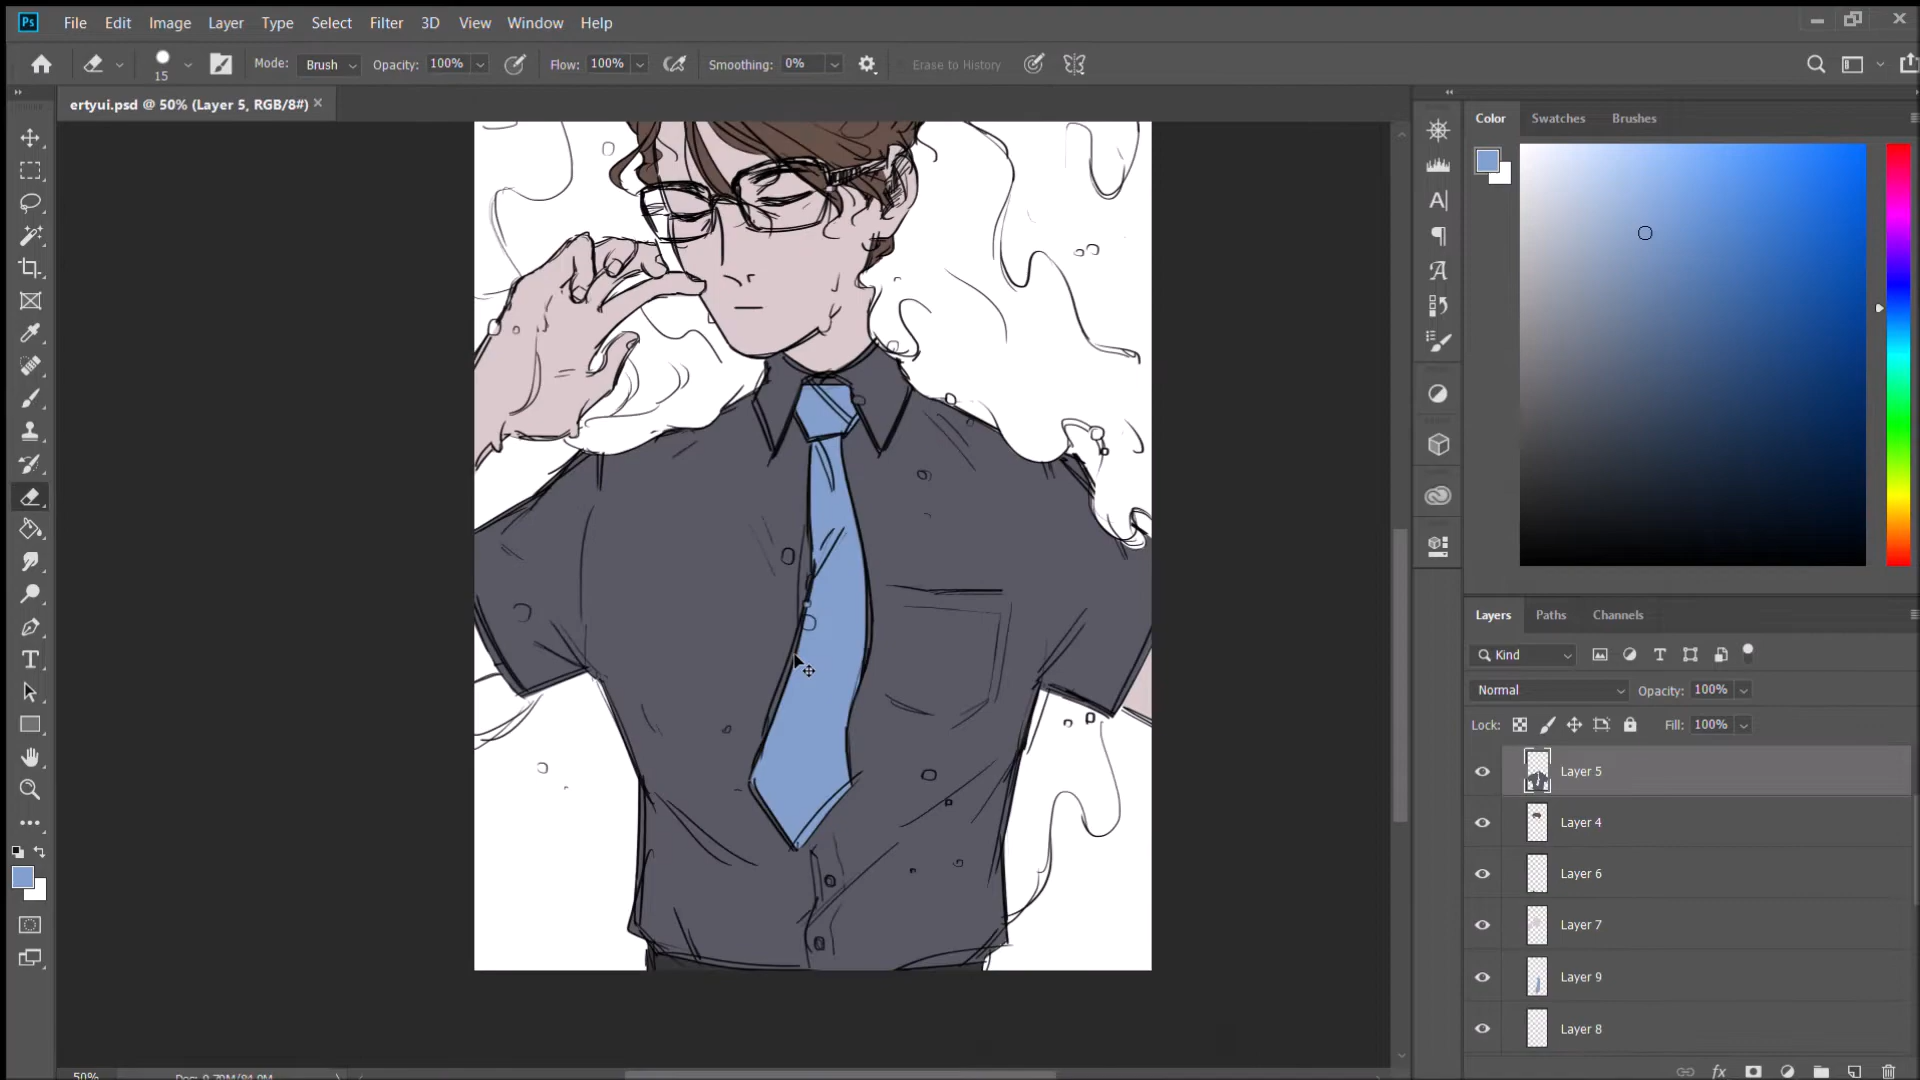 Ps File Edit Image Layer Type Select Filter 3D View Window Help
15 Mode: Brush Opacity: 100% Flow: 100% Smoothing: 0% Erase to History
ertyui.psd @ 50% (Layer 5, RGB/8#) ×
Color Swatches Brushes
Layers Paths Channels
Kind
Normal Opacity: 100%
Lock: Fill: 100%
Layer 5
Layer 4
Layer 6
Layer 7
Layer 9
Layer 8
50%